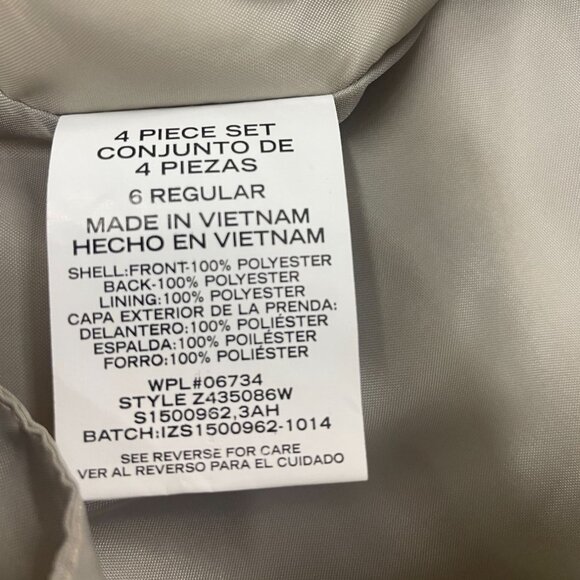 4 PIECE SET
CONJUNTO DE
4 PIEZAS
6 REGULAR
MADE IN VIETNAM
HECHO EN VIETNAM
SHELL:FRONT-100% POLYESTER
BACK-100% POLYESTER
LINING:100% POLYESTER
CAPA EXTERIOR DE LA PRENDA:
DELANTERO:100% POLIÉSTER
ESPALDA:100% POILÉSTER
FORRO:100% POLIÉSTER
WPL#06734
STYLE Z435086W
S1500962,3AH
BATCH:IZS1500962-1014
SEE REVERSE FOR CARE
VER AL REVERSO PARA EL CUIDADO